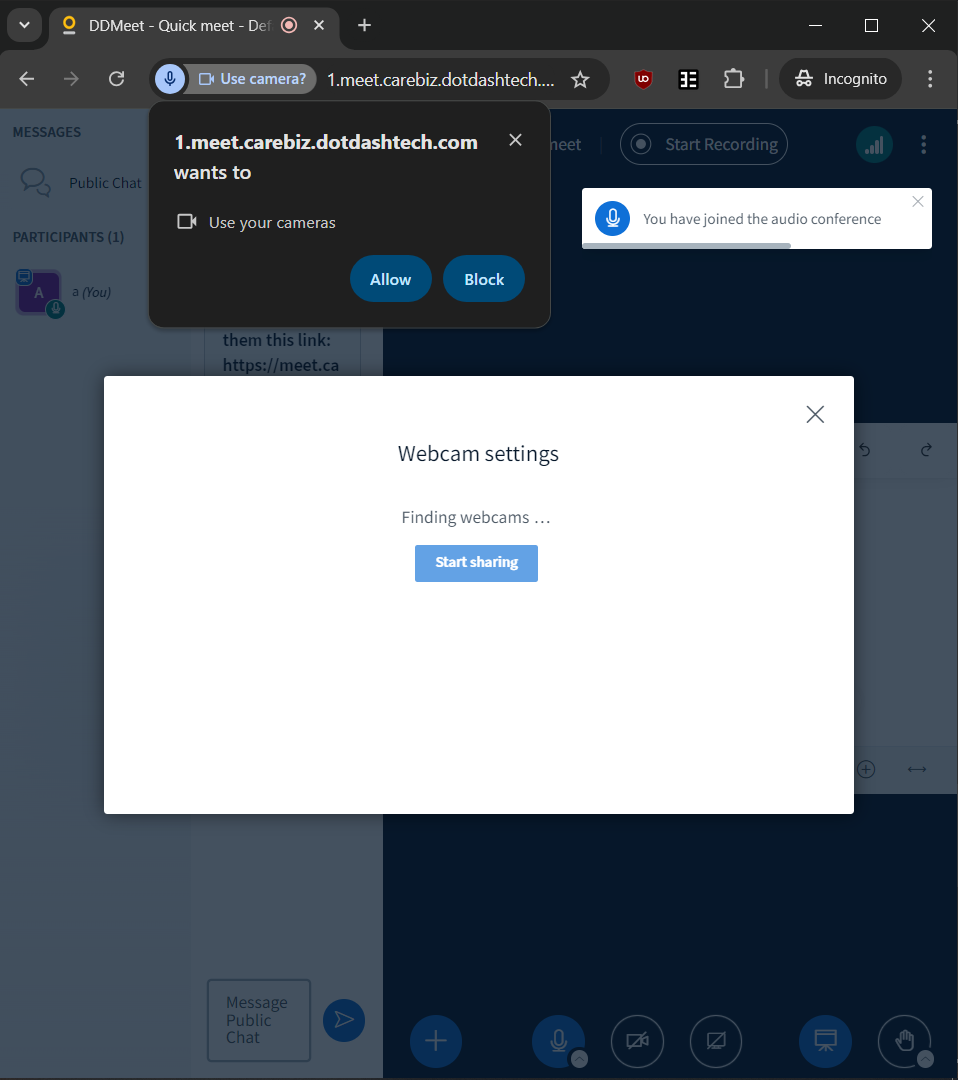 DDMeet - Quick meet - Def
Use camera?
1.meet.carebiz.dotdashtech....
Incognito
1.meet.carebiz.dotdashtech.com
wants to
Use your cameras
Allow
Block
MESSAGES
Public Chat
PARTICIPANTS (1)
A
a (You)
meet
Start Recording
You have joined the audio conference
them this link:
https://meet.ca
Webcam settings
Finding webcams ...
Start sharing
Message
Public
Chat